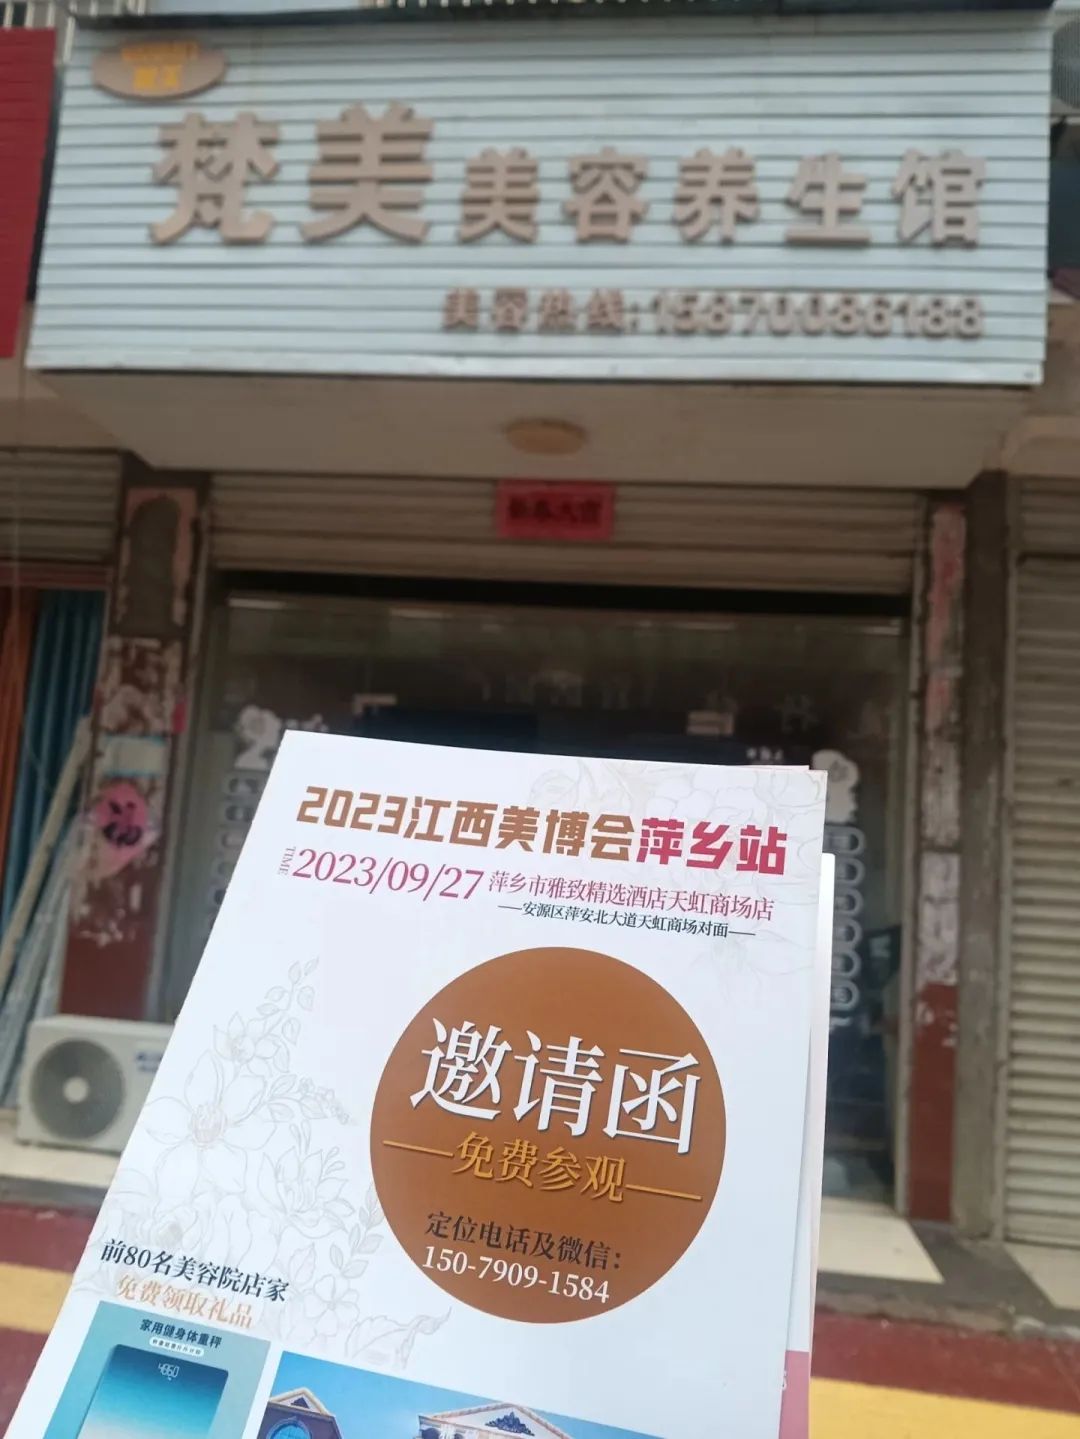 梵美美容养生馆
美容热线:15870086188
福
2023江西美博会萍乡站
TIME 2023/09/27 萍乡市雅致精选酒店天虹商场店
——安源区萍安北大道天虹商场对面——
邀请函
——免费参观——
定位电话及微信:
150-7909-1584
前80名美容院店家
免费领取礼品
家用健身体重秤